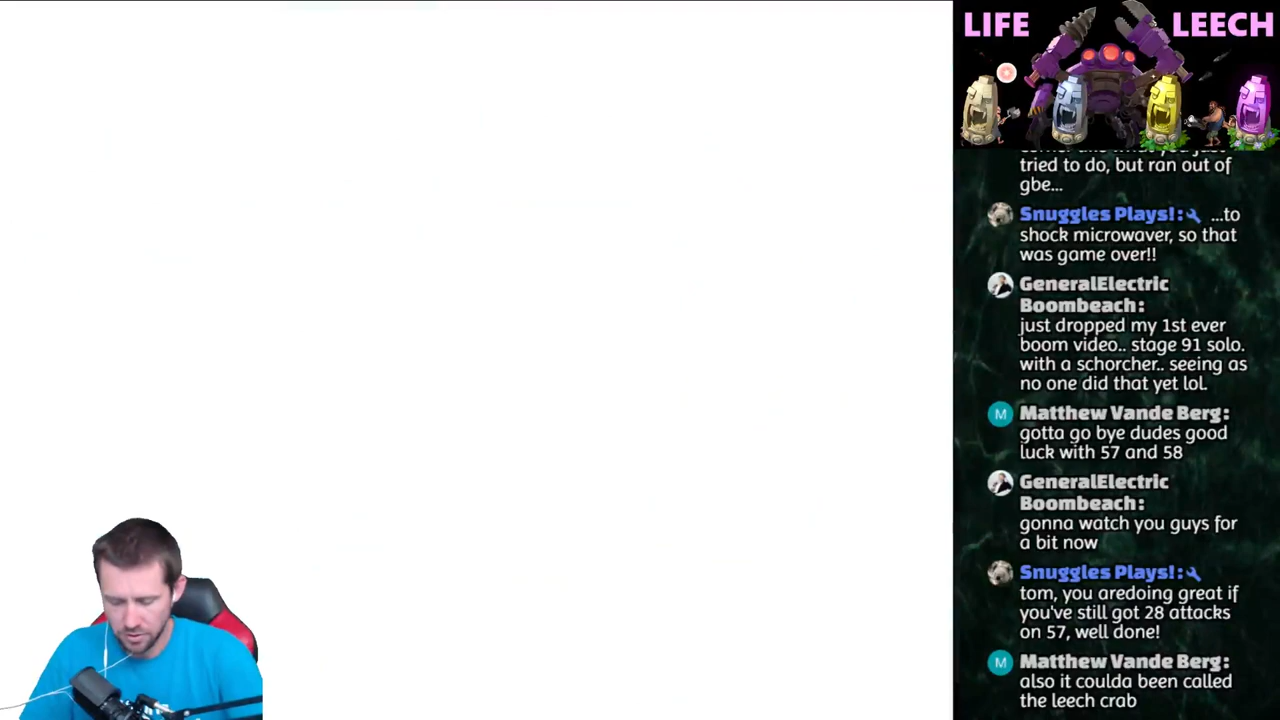 LIFE LEECH
tried to do, but ran out of
gbe...
Snuggles Plays!: ...to
shock microwaver, so that
was game over!!
GeneralElectric
Boombeach:
just dropped my 1st ever
boom video.. stage 91 solo.
with a schorcher.. seeing as
no one did that yet lol.
Matthew Vande Berg:
gotta go bye dudes good
luck with 57 and 58
GeneralElectric
Boombeach:
gonna watch you guys for
a bit now
Snuggles Plays!:
tom, you aredoing great if
you've still got 28 attacks
on 57, well done!
M Matthew Vande Berg:
also it coulda been called
the leech crab